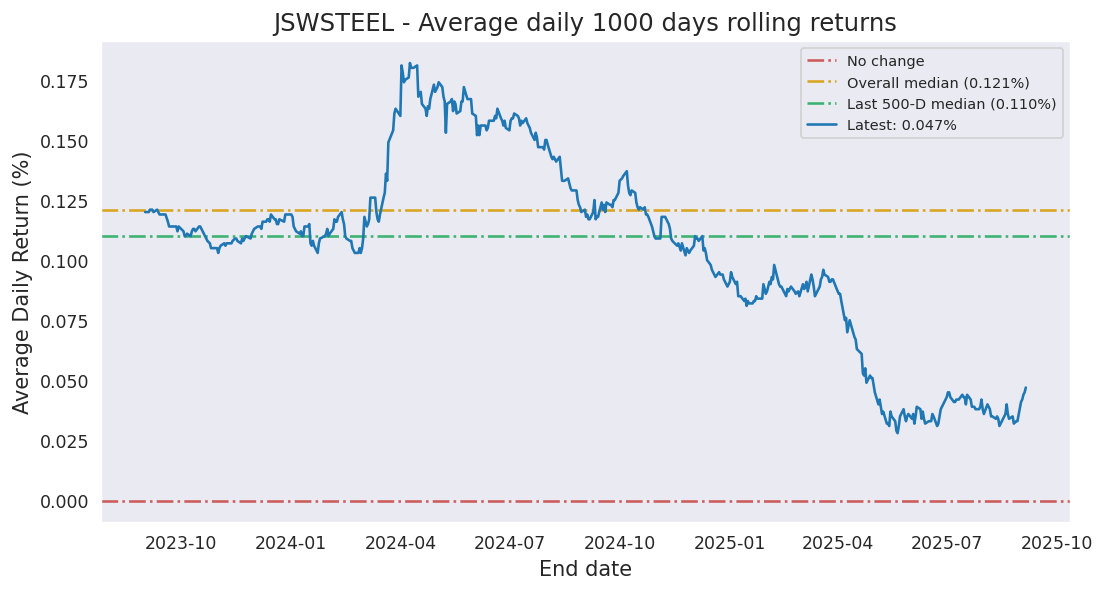 JSWSTEEL - Average daily 1000 days rolling returns
No change
Overall median (0.121%)
Last 500-D median (0.110%)
Latest: 0.047%
Average Daily Return (%)
0.175
0.150
0.125
0.100
0.075
0.050
0.025
0.000
2023-10 2024-01 2024-04 2024-07 2024-10 2025-01 2025-04 2025-07 2025-10
End date